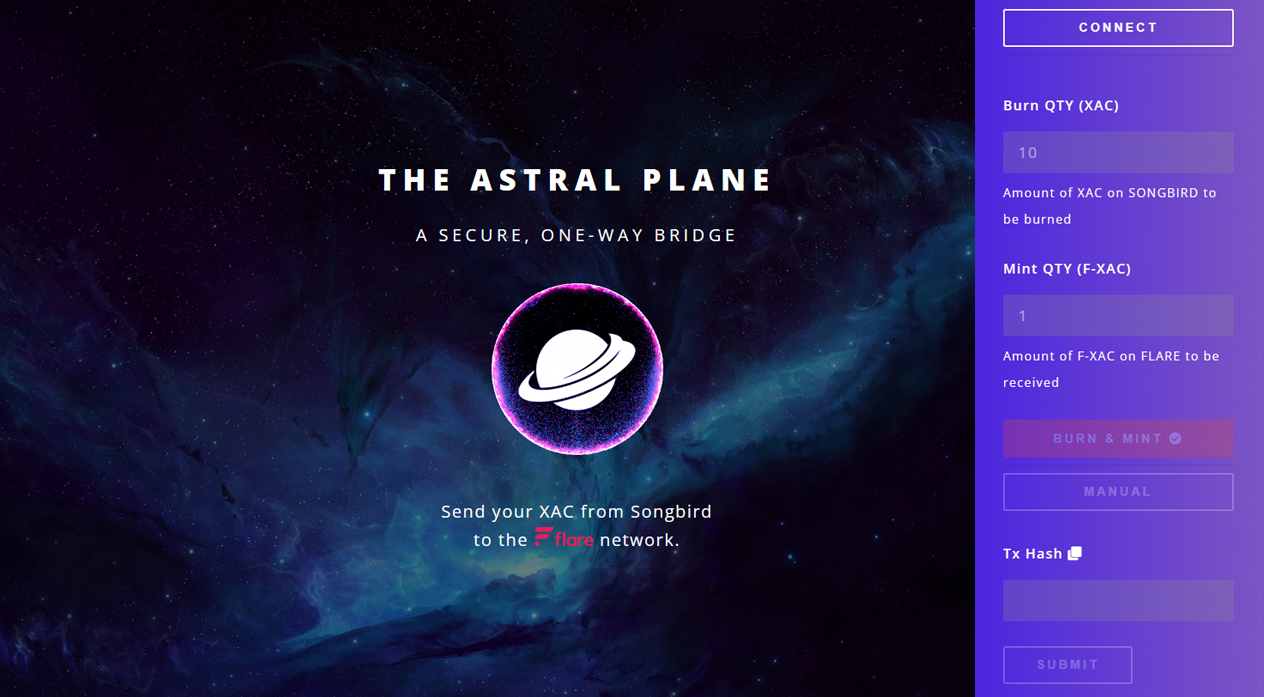 THE ASTRAL PLANE
A SECURE, ONE-WAY BRIDGE
Send your XAC from Songbird
to the flare network.
CONNECT
Burn QTY (XAC)
10
Amount of XAC on SONGBIRD to
be burned
Mint QTY (F-XAC)
1
Amount of F-XAC on FLARE to be
received
BURN & MINT
MANUAL
Tx Hash
SUBMIT